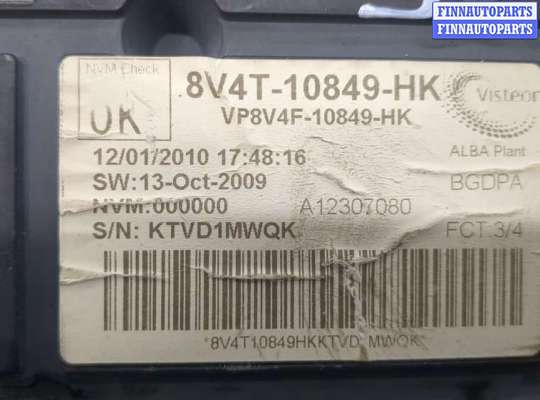 FINNAUTOPARTS
FINNAUTOPARTS
NVM Check
OK
8V4T-10849-HK
VP8V4F-10849-HK
Visteon
12/01/2010 17:48:16
ALBA Plant
SW:13-Oct-2009
BGDPA
NVM:000000 A12307080
S/N: KTVD1MWQK
FCT 3/4
*8V4T10849HKKTVD MWQK*